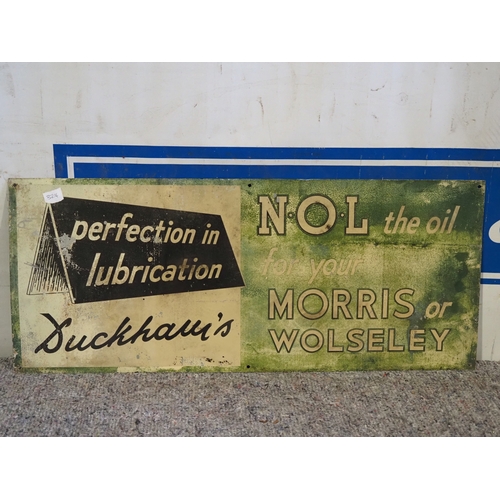 perfection in
lubrication
Duckham's
N·O·L the oil
for your
MORRIS or
WOLSELEY